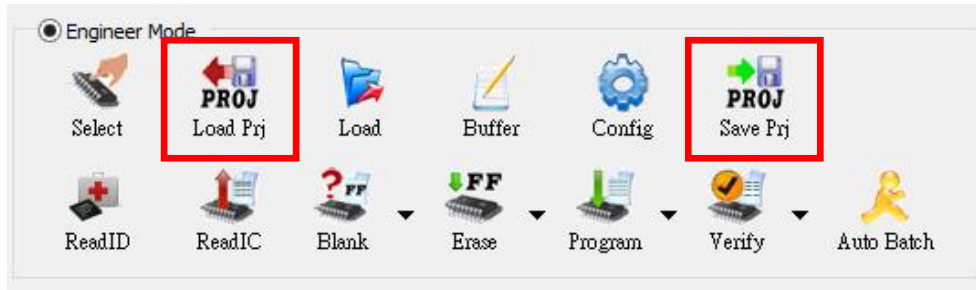 Engineer Mode
PROJ PROJ
Select Load Prj Load Buffer Config Save Prj
? FF FF
ReadID ReadIC Blank Erase Program Verify Auto Batch